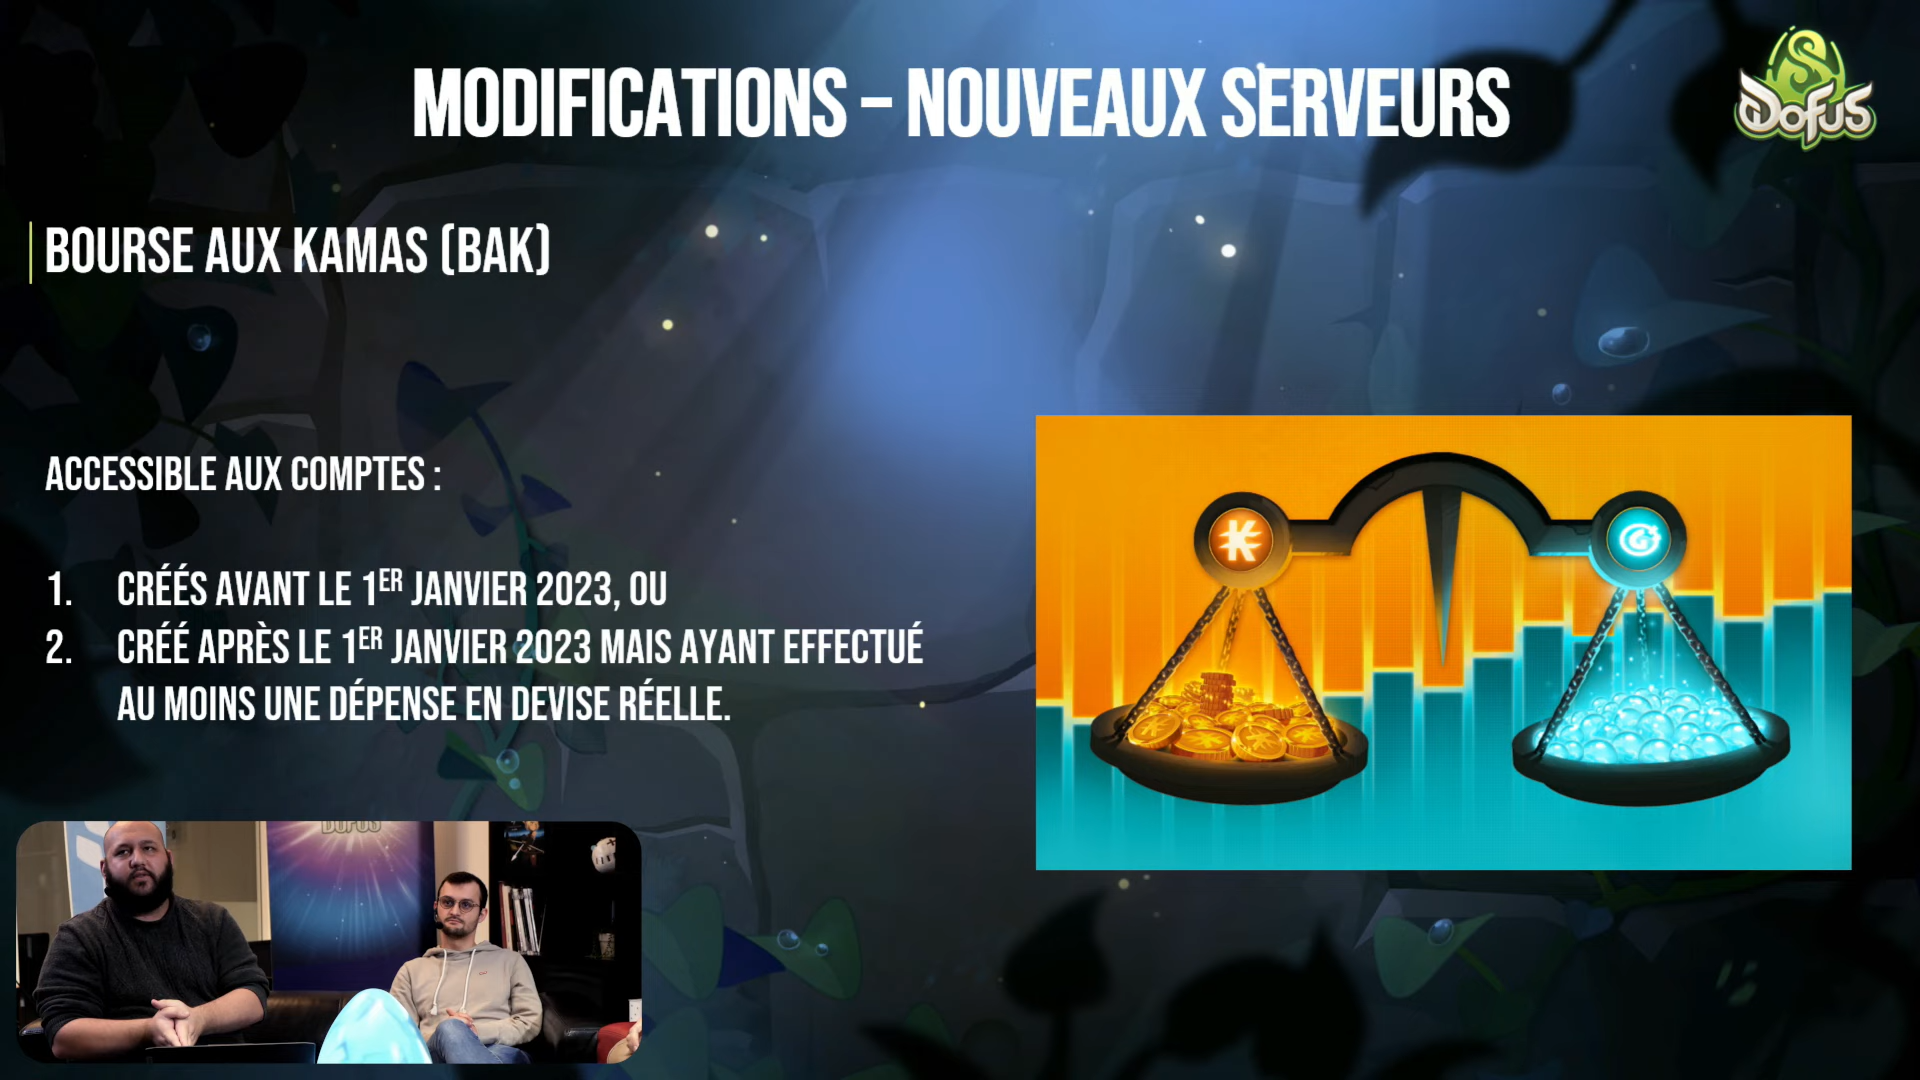 MODIFICATIONS – NOUVEAUX SERVEURS
DOFUS
BOURSE AUX KAMAS (BAK)
ACCESSIBLE AUX COMPTES :
1. CRÉÉS AVANT LE 1ER JANVIER 2023, OU
2. CRÉÉ APRÈS LE 1ER JANVIER 2023 MAIS AYANT EFFECTUÉ
AU MOINS UNE DÉPENSE EN DEVISE RÉELLE.
DOFUS